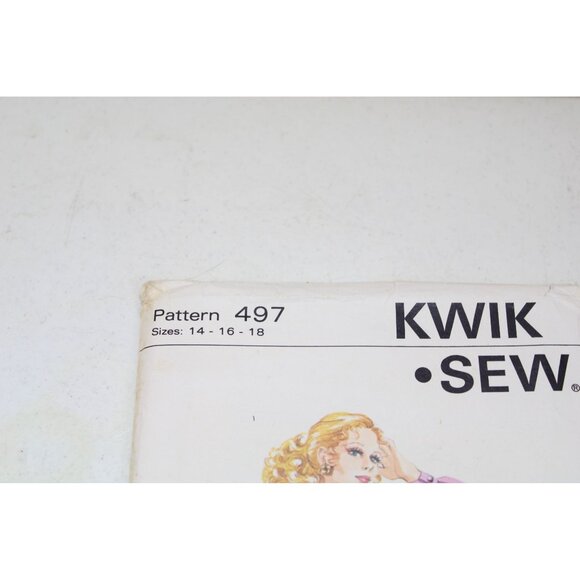 Pattern 497
Sizes: 14 - 16 - 18
KWIK
•SEW®